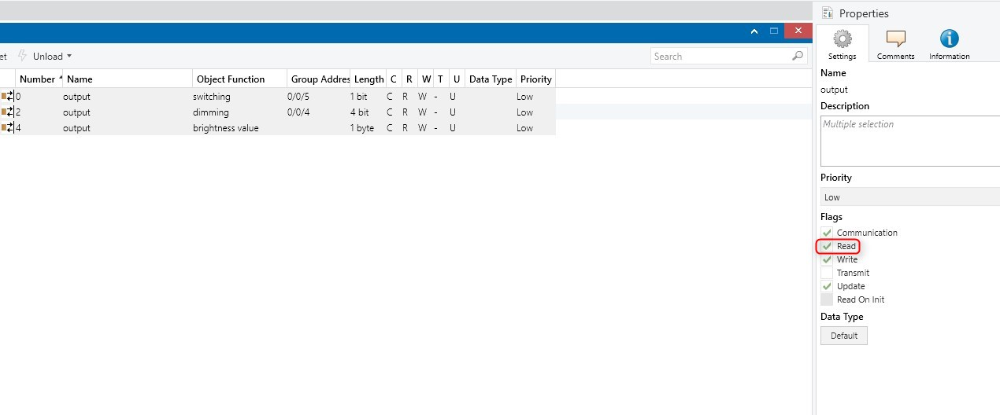 Properties
Settings Comments Information
et Unload Search
Number Name Object Function Group Addres Length C R W T U Data Type Priority
0 output switching 0/0/5 1 bit C R W - U Low
2 output dimming 0/0/4 4 bit C R W - U Low
4 output brightness value 1 byte C R W - U Low
Name
output
Description
Multiple selection
Priority
Low
Flags
Communication
Read
Write
Transmit
Update
Read On Init
Data Type
Default